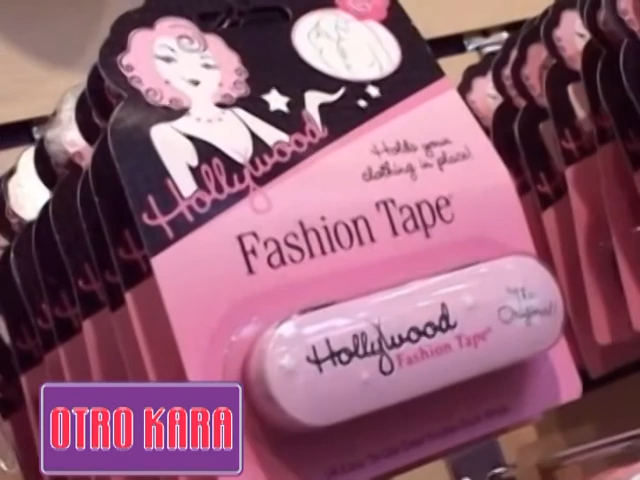 Hollywood
Holds your
clothing in place!
Fashion Tape
Hollywood
Fashion Tape
The
Original!
OTRO KARA